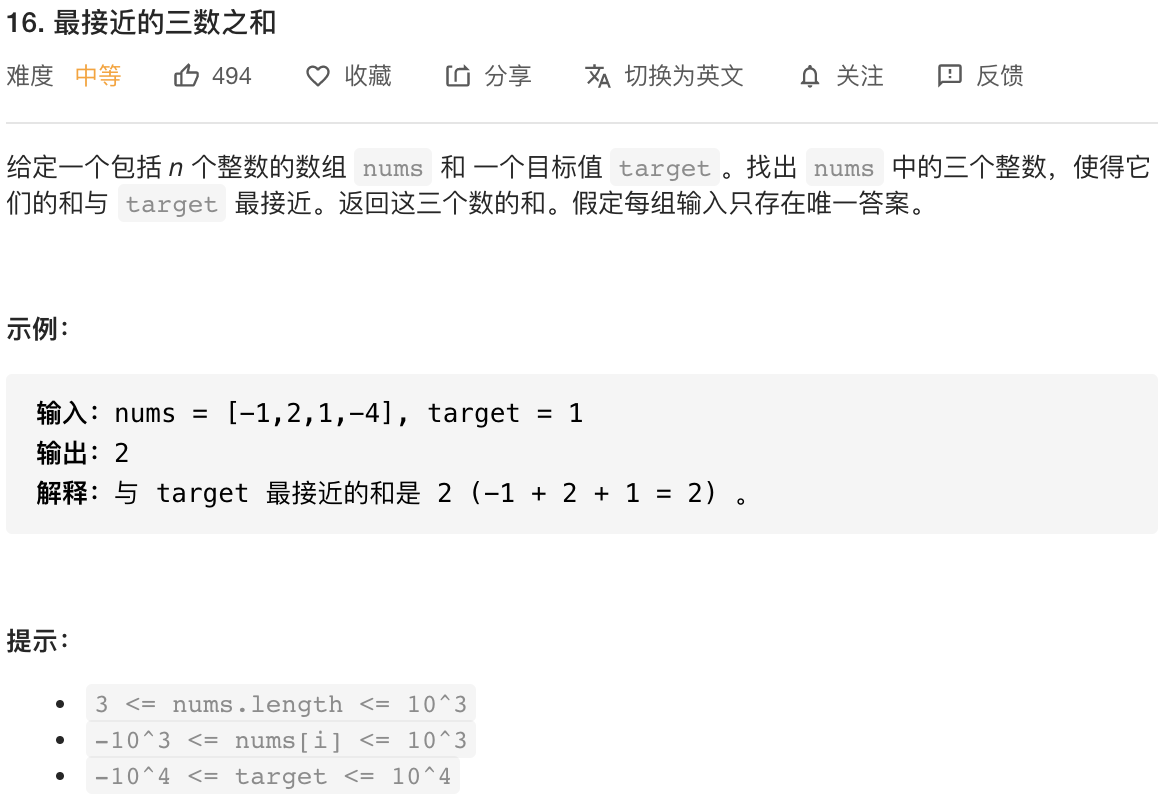 16. 最接近的三数之和
难度 中等 494 收藏 分享 切换为英文 关注 反馈
给定一个包括 n 个整数的数组 nums 和 一个目标值 target 。找出 nums 中的三个整数，使得它
们的和与 target 最接近。返回这三个数的和。假定每组输入只存在唯一答案。
示例：
输入：nums = [-1,2,1,-4], target = 1
输出：2
解释：与 target 最接近的和是 2 (-1 + 2 + 1 = 2) 。
提示：
3 <= nums.length <= 10^3
-10^3 <= nums[i] <= 10^3
-10^4 <= target <= 10^4